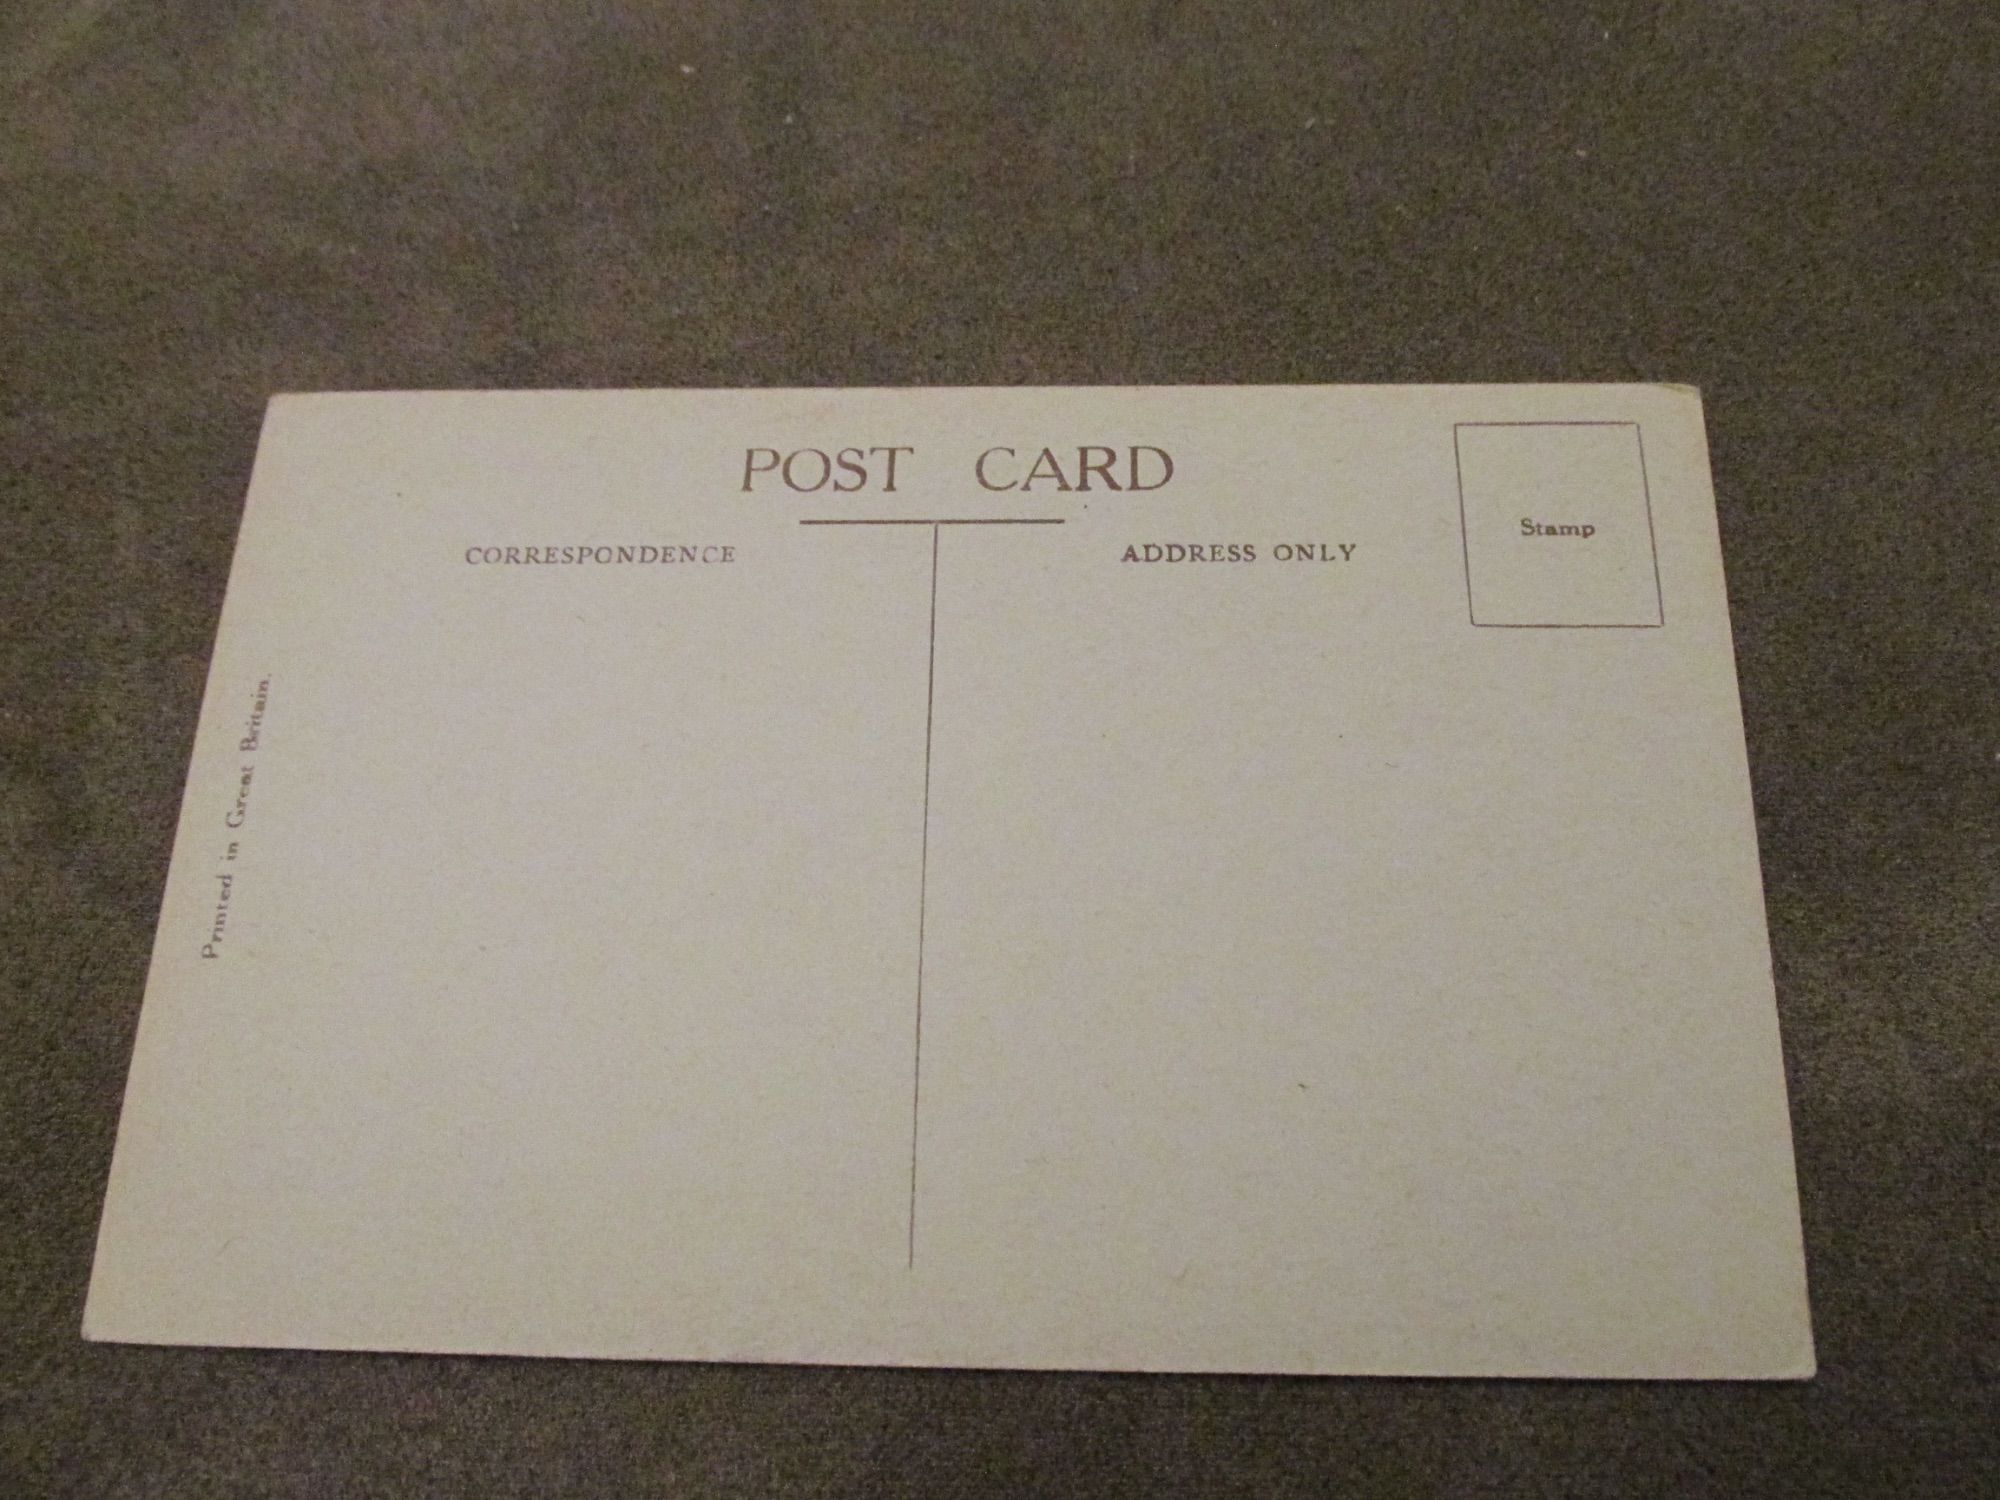 POST CARD
CORRESPONDENCE
ADDRESS ONLY
Stamp
Printed in Great Britain.